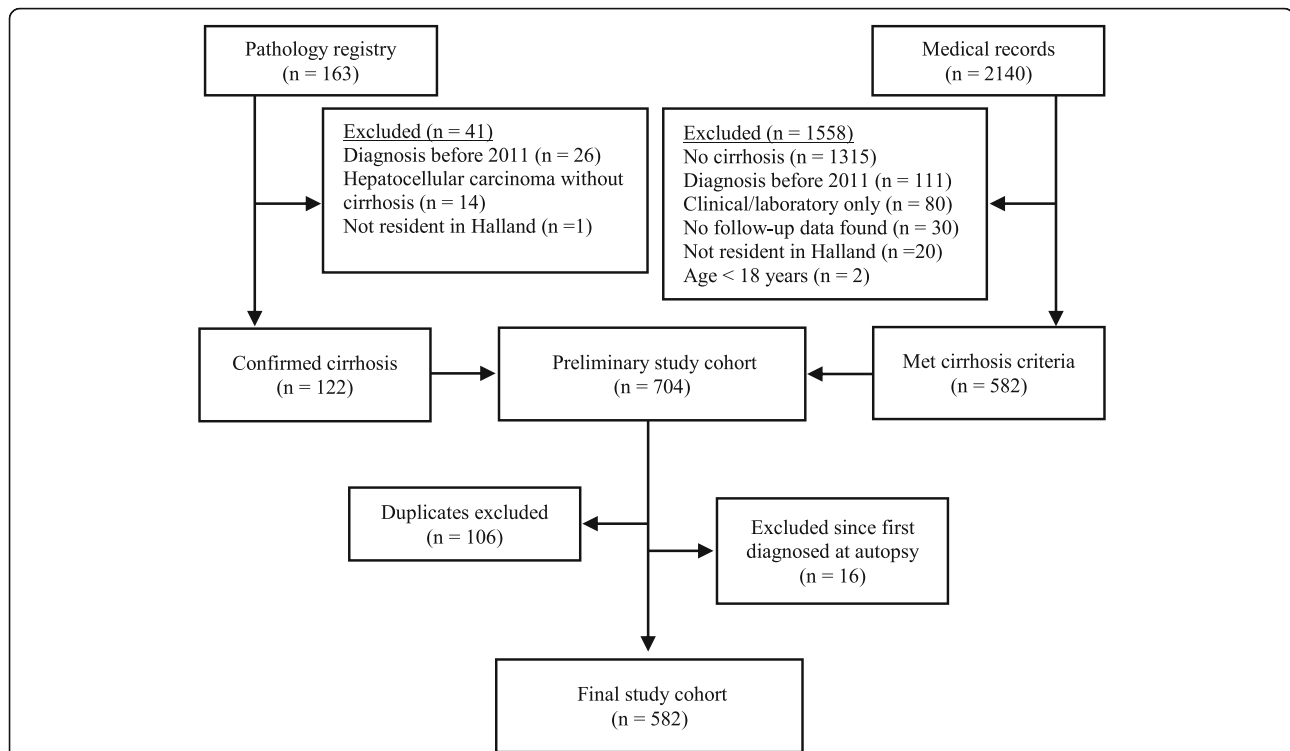 Pathology registry
(n = 163)
Medical records
(n = 2140)
Excluded (n = 41)
Diagnosis before 2011 (n = 26)
Hepatocellular carcinoma without
cirrhosis (n = 14)
Not resident in Halland (n =1)
Excluded (n = 1558)
No cirrhosis (n = 1315)
Diagnosis before 2011 (n = 111)
Clinical/laboratory only (n = 80)
No follow-up data found (n = 30)
Not resident in Halland (n =20)
Age < 18 years (n = 2)
Confirmed cirrhosis
(n = 122)
Preliminary study cohort
(n = 704)
Met cirrhosis criteria
(n = 582)
Duplicates excluded
(n = 106)
Excluded since first
diagnosed at autopsy
(n = 16)
Final study cohort
(n = 582)